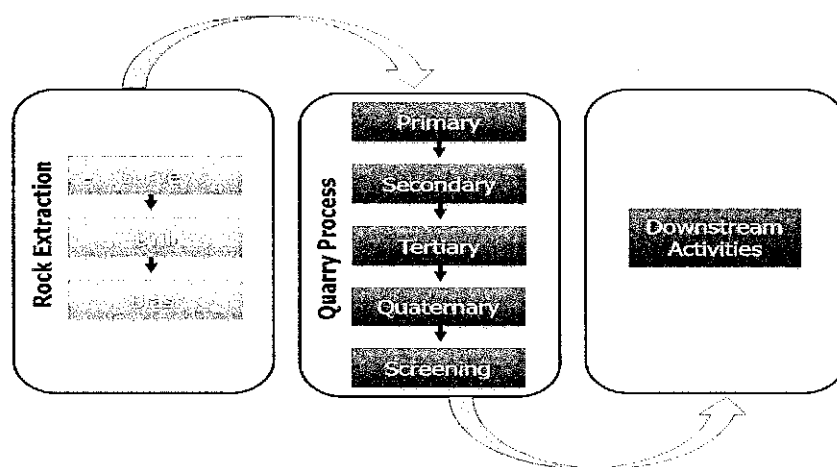 Rock Extraction
Quarry Process
Primary
Secondary
Tertiary
Quaternary
Screening
Downstream
Activities